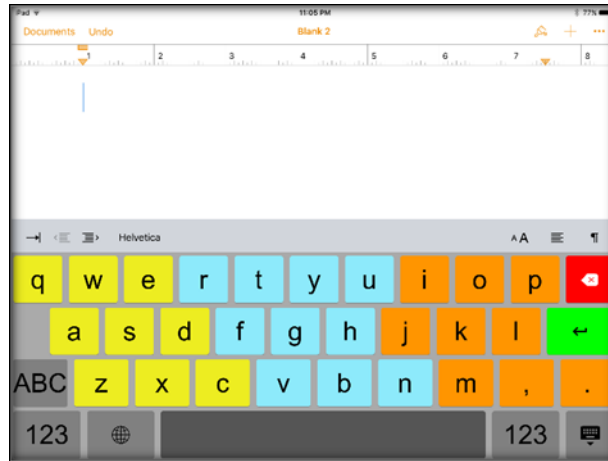 Pad 11:05 PM 77%
Documents Undo Blank 2
1 2 3 4 5 6 7 8
Helvetica AA ¶
q w e r t y u i o p
a s d f g h j k l
ABC z x c v b n m , .
123 123